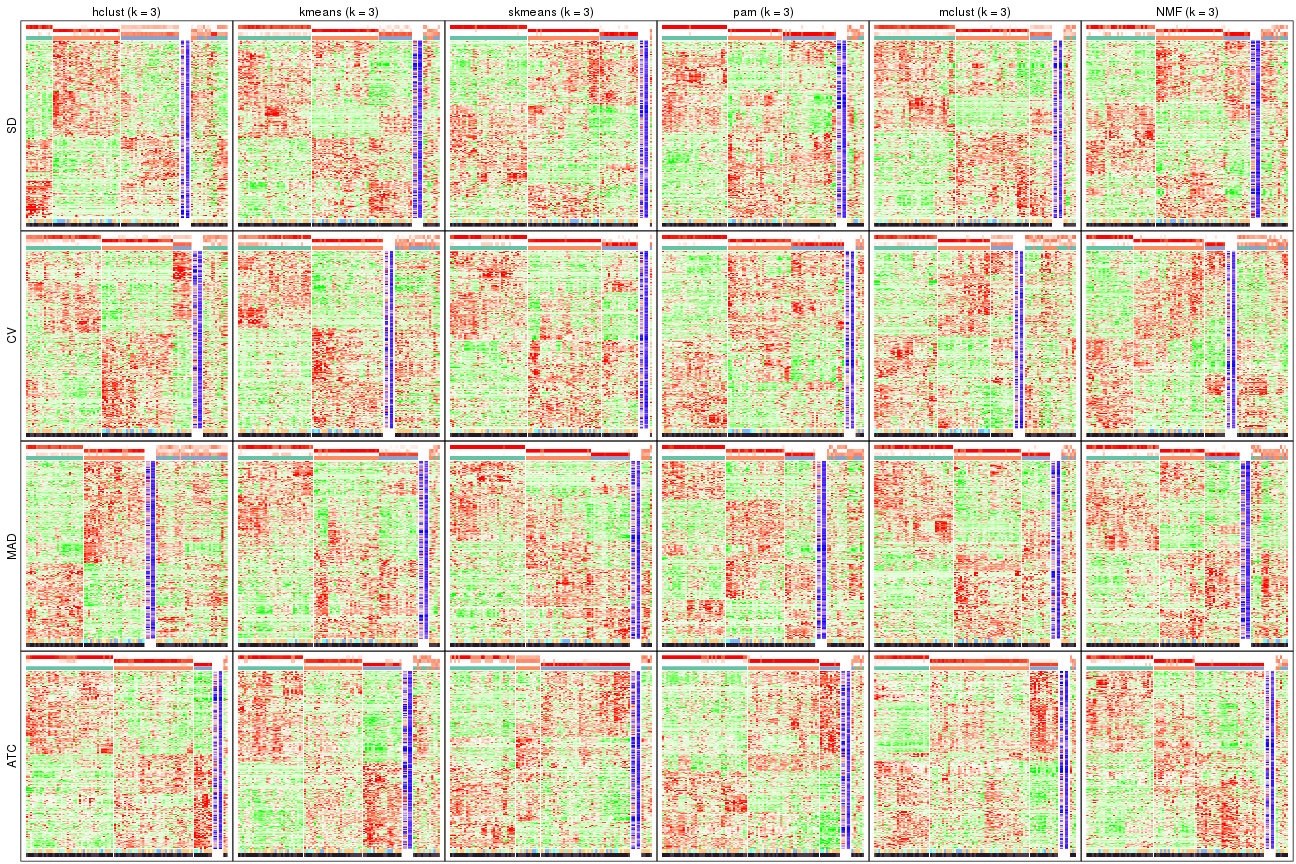 hclust (k = 3)
kmeans (k = 3)
skmeans (k = 3)
pam (k = 3)
mclust (k = 3)
NMF (k = 3)
SD
CV
MAD
ATC